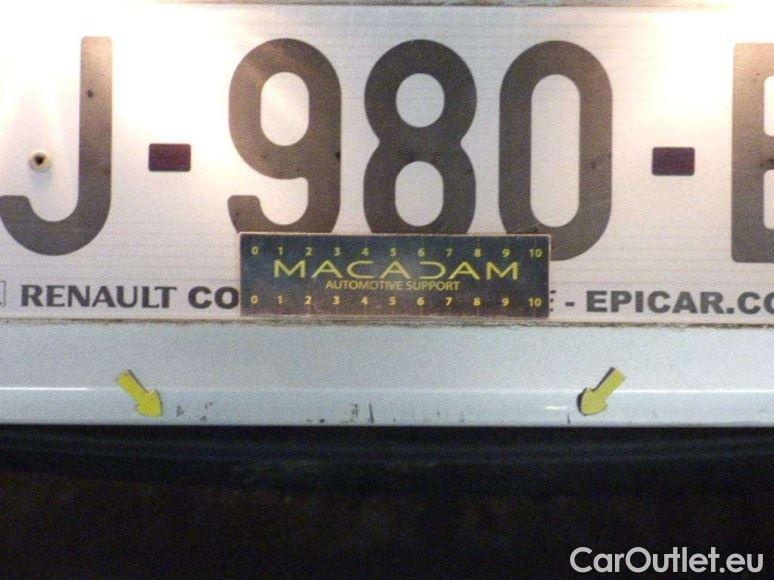 J-980-E
0 1 2 3 4 5 6 7 8 9 10
MACADAM
AUTOMOTIVE SUPPORT
0 1 2 3 4 5 6 7 8 9 10
RENAULT CO E - EPICAR.CO
CarOutlet.eu